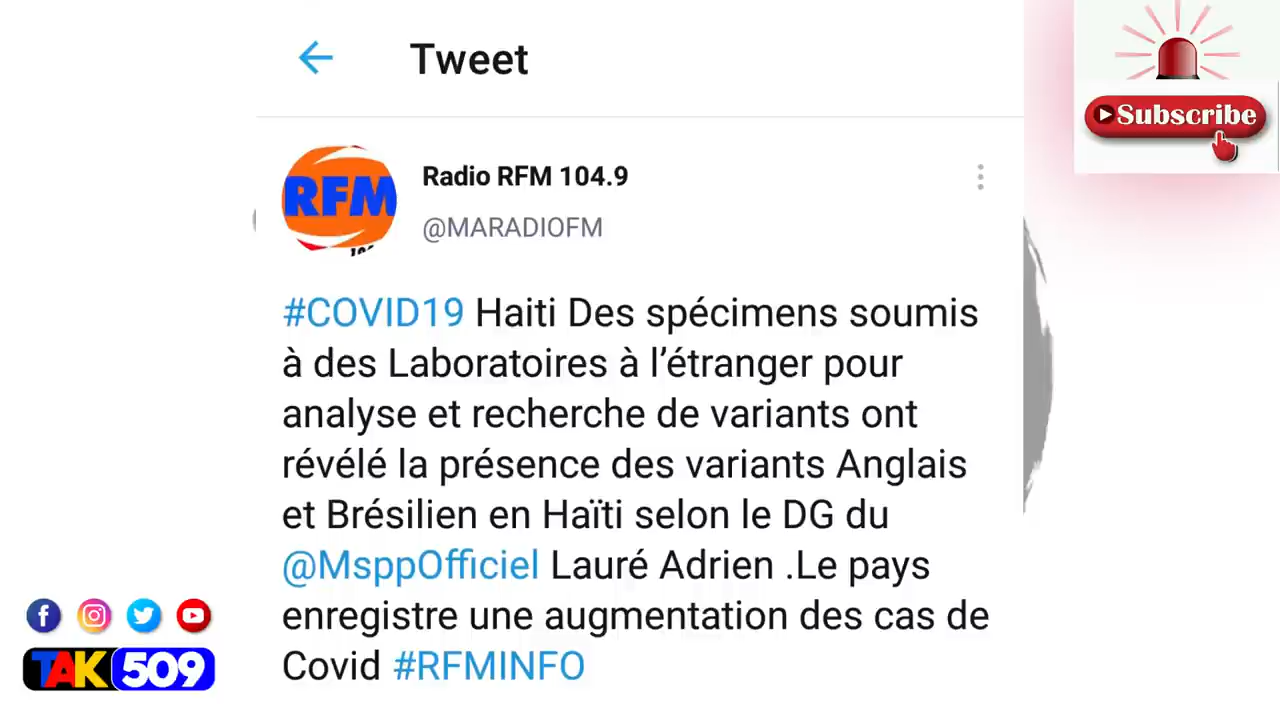 Tweet
Subscribe
RFM
Radio RFM 104.9
@MARADIOFM
#COVID19 Haiti Des spécimens soumis
à des Laboratoires à l’étranger pour
analyse et recherche de variants ont
révélé la présence des variants Anglais
et Brésilien en Haïti selon le DG du
@MsppOfficiel Lauré Adrien .Le pays
enregistre une augmentation des cas de
Covid #RFMINFO
TAK 509